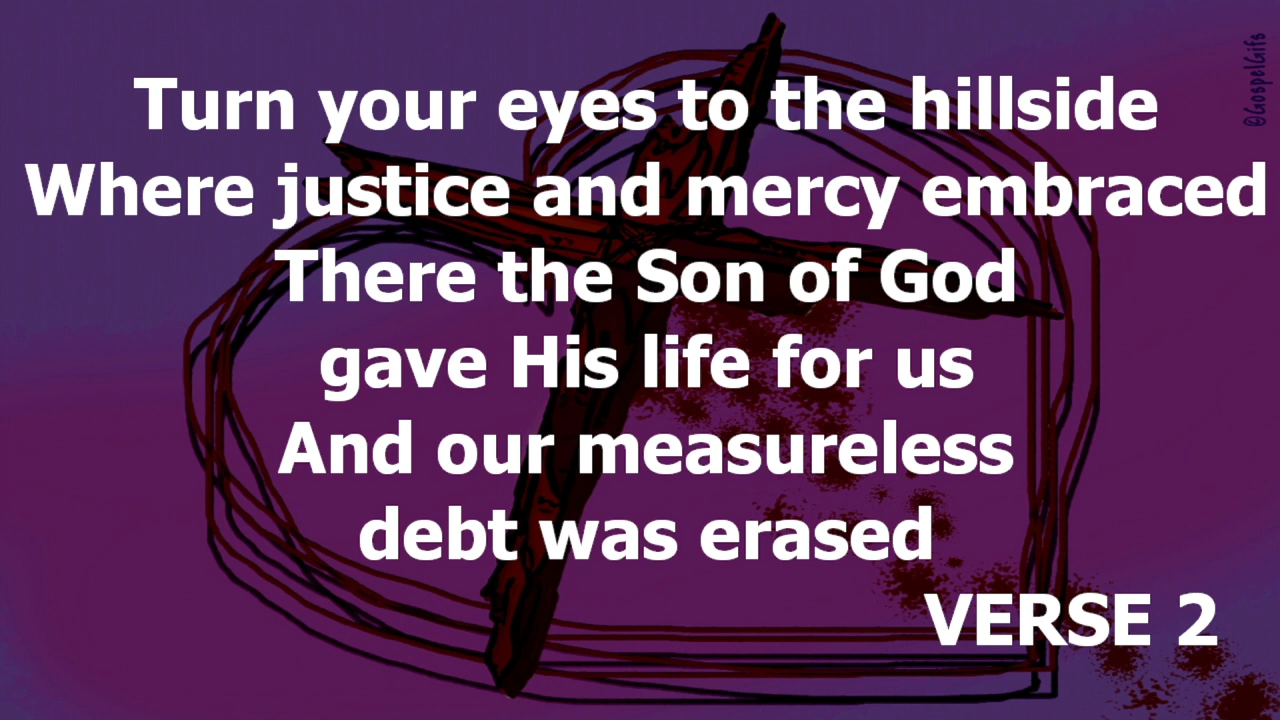 Turn your eyes to the hillside
Where justice and mercy embraced
There the Son of God
gave His life for us
And our measureless
debt was erased
VERSE 2
©GospelGifs